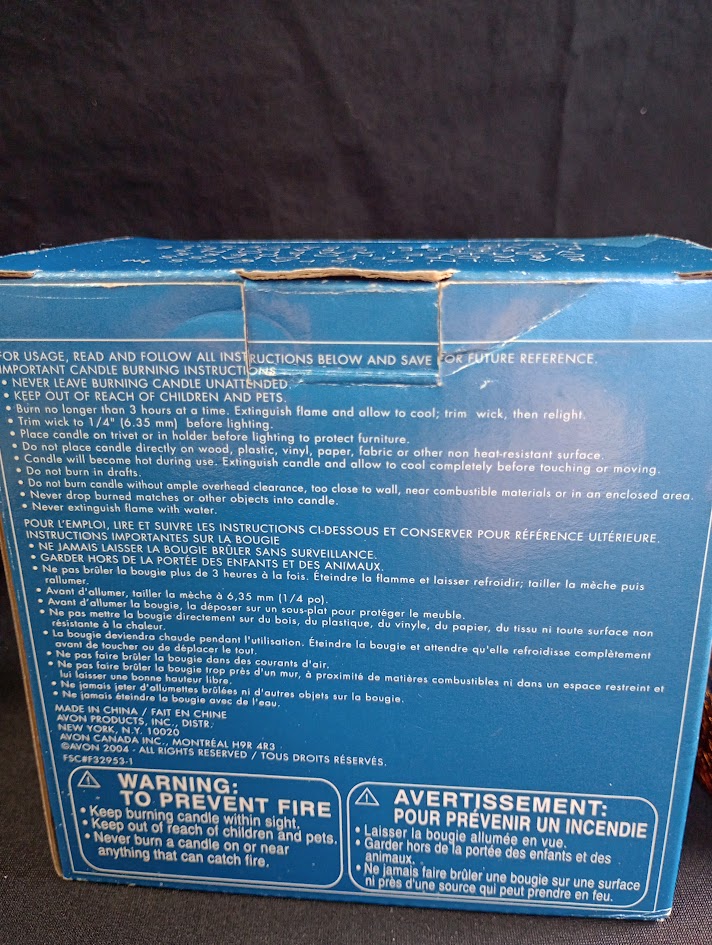 FOR USAGE, READ AND FOLLOW ALL INSTRUCTIONS BELOW AND SAVE FOR FUTURE REFERENCE.
IMPORTANT CANDLE BURNING INSTRUCTIONS
• NEVER LEAVE BURNING CANDLE UNATTENDED.
• KEEP OUT OF REACH OF CHILDREN AND PETS.
• Burn no longer than 3 hours at a time. Extinguish flame and allow to cool; trim wick, then relight.
• Trim wick to 1/4" (6.35 mm) before lighting.
• Place candle on trivet or in holder before lighting to protect furniture.
• Do not place candle directly on wood, plastic, vinyl, paper, fabric or other non heat-resistant surface.
• Candle will become hot during use. Extinguish candle and allow to cool completely before touching or moving.
• Do not burn in drafts.
• Do not burn candle without ample overhead clearance, too close to wall, near combustible materials or in an enclosed area.
• Never drop burned matches or other objects into candle.
• Never extinguish flame with water.
POUR L'EMPLOI, LIRE ET SUIVRE LES INSTRUCTIONS CI-DESSOUS ET CONSERVER POUR RÉFÉRENCE ULTÉRIEURE.
INSTRUCTIONS IMPORTANTES SUR LA BOUGIE
• NE JAMAIS LAISSER LA BOUGIE BRÛLER SANS SURVEILLANCE.
• GARDER HORS DE LA PORTÉE DES ENFANTS ET DES ANIMAUX.
• Ne pas brûler la bougie plus de 3 heures à la fois. Éteindre la flamme et laisser refroidir; tailler la mèche puis
rallumer.
• Avant d'allumer, tailler la mèche à 6,35 mm (1/4 po).
• Avant d'allumer la bougie, la déposer sur un sous-plat pour protéger le meuble.
• Ne pas mettre la bougie directement sur du bois, du plastique, du vinyle, du papier, du tissu ni toute surface non
résistante à la chaleur.
• La bougie deviendra chaude pendant l'utilisation. Éteindre la bougie et attendre qu'elle refroidisse complètement
avant de toucher ou de déplacer le tout.
• Ne pas faire brûler la bougie dans des courants d'air.
• Ne pas faire brûler la bougie trop près d'un mur, à proximité de matières combustibles ni dans un espace restreint et
lui laisser une bonne hauteur libre.
• Ne jamais jeter d'allumettes brûlées ni d'autres objets sur la bougie.
• Ne jamais éteindre la bougie avec de l'eau.
MADE IN CHINA / FAIT EN CHINE
AVON PRODUCTS, INC., DISTR.
NEW YORK, N.Y. 10020
AVON CANADA INC., MONTRÉAL H9R 4R3
©AVON 2004 - ALL RIGHTS RESERVED / TOUS DROITS RÉSERVÉS.
FSC#F32953-1
WARNING:
TO PREVENT FIRE
• Keep burning candle within sight.
• Keep out of reach of children and pets.
• Never burn a candle on or near
anything that can catch fire.
AVERTISSEMENT:
POUR PRÉVENIR UN INCENDIE
• Laisser la bougie allumée en vue.
• Garder hors de la portée des enfants et des
animaux.
• Ne jamais faire brûler une bougie sur une surface
ni près d'une source qui peut prendre en feu.